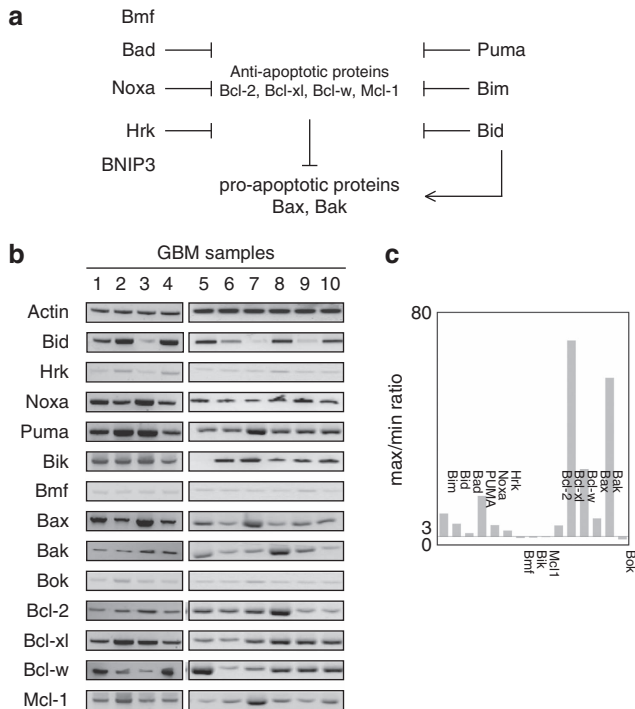 a
Bmf
Bad
Noxa
Hrk
BNIP3
Anti-apoptotic proteins
Bcl-2, Bcl-xl, Bcl-w, Mcl-1
Puma
Bim
Bid
pro-apoptotic proteins
Bax, Bak
b
GBM samples
1 2 3 4 5 6 7 8 9 10
Actin
Bid
Hrk
Noxa
Puma
Bik
Bmf
Bax
Bak
Bok
Bcl-2
Bcl-xl
Bcl-w
Mcl-1
c
80
max/min ratio
3
0
Bim
Bid
Bad
PUMA
Noxa
Hrk
Bmf
Bik
Mcl1
Bcl-2
Bcl-xl
Bcl-w
Bax
Bak
Bok